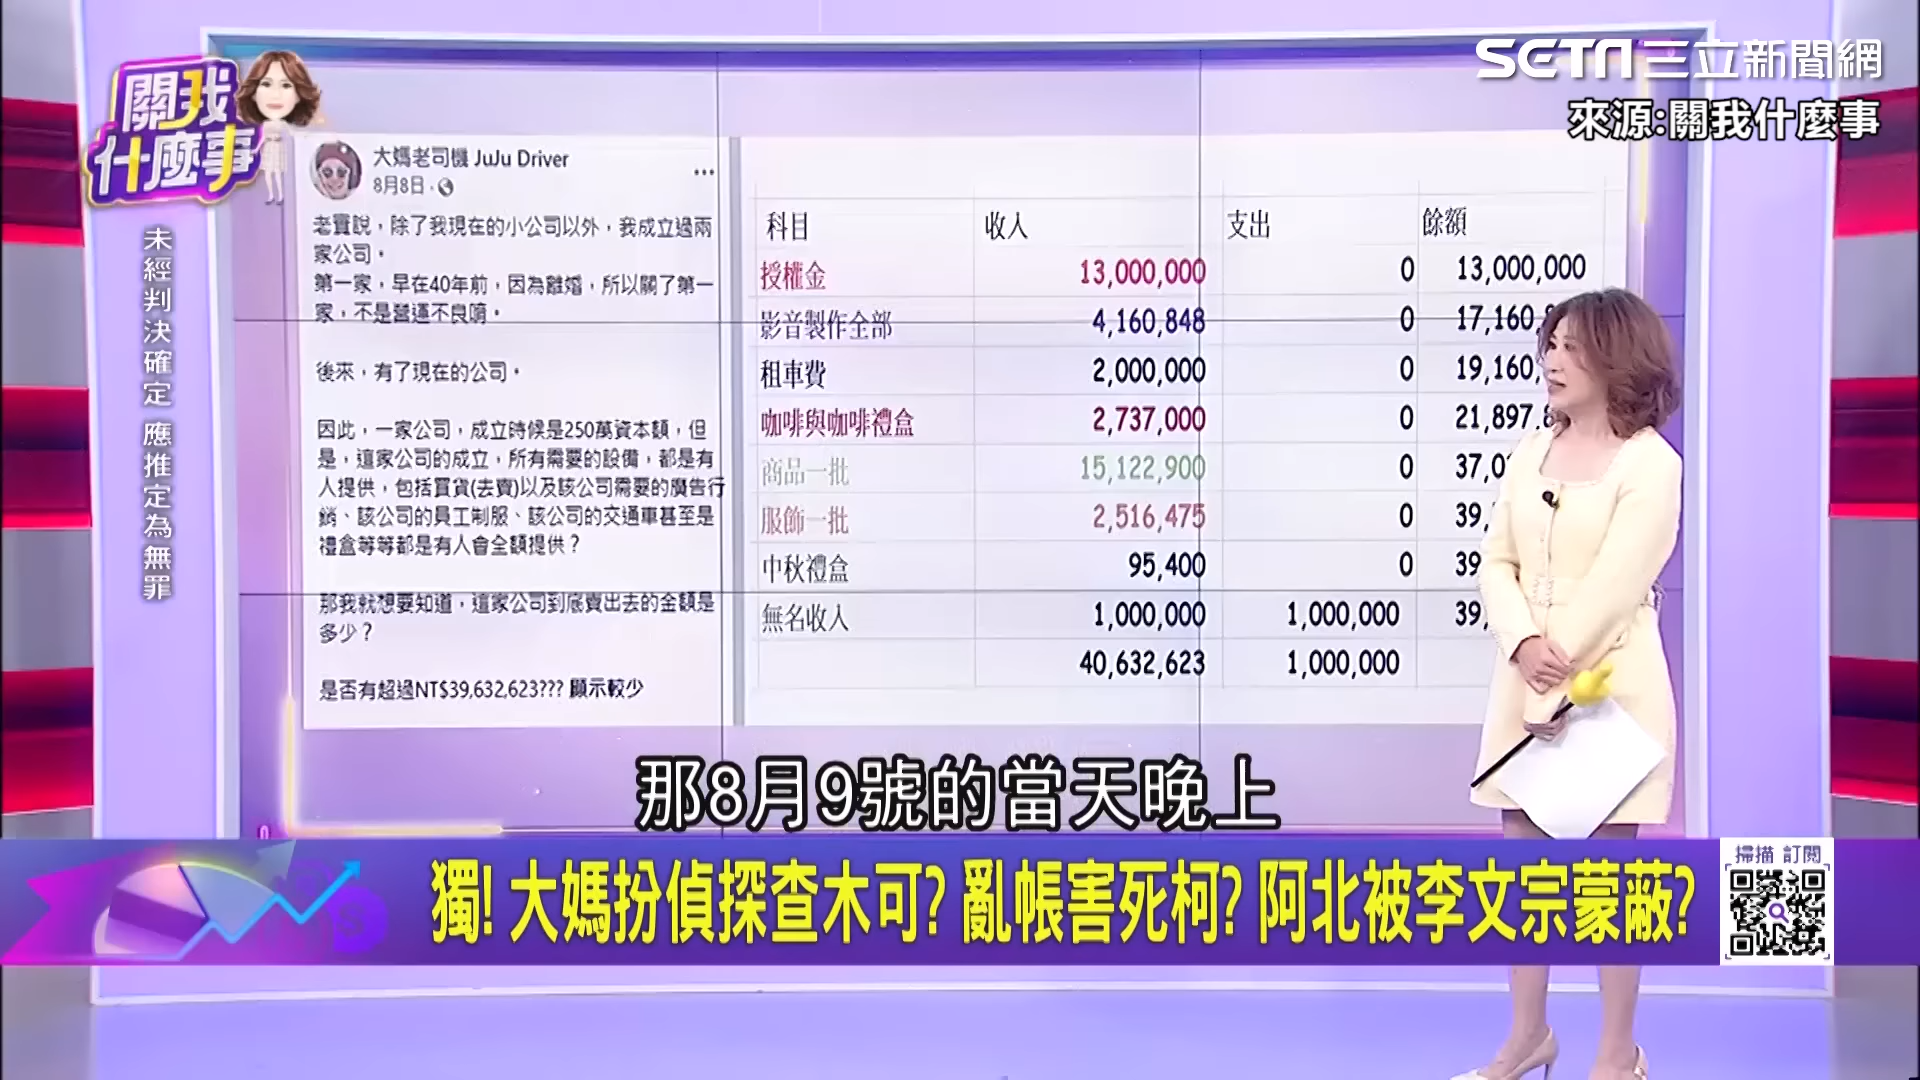 SETN三立新聞網
來源:關我什麼事
關我
什麼事
未經判決確定 應推定為無罪
大媽老司機 JuJu Driver
8月8日
老實說，除了我現在的小公司以外，我成立過兩
家公司。
第一家，早在40年前，因為離婚，所以關了第一
家，不是營運不良唷。
後來，有了現在的公司。
因此，一家公司，成立時候是250萬資本額，但
是，這家公司的成立，所有需要的設備，都是有
人提供，包括買貨(去賣)以及該公司需要的廣告行
銷、該公司的員工制服、該公司的交通車甚至是
禮盒等等都是有人會全額提供？
那我就想要知道，這家公司到底賣出去的金額是
多少？
是否有超過NT$39,632,623??? 顯示較少
科目 收入 支出 餘額
授權金 13,000,000 0 13,000,000
影音製作全部 4,160,848 0 17,160,
租車費 2,000,000 0 19,160,
咖啡與咖啡禮盒 2,737,000 0 21,897,
商品一批 15,122,900 0 37,0
服飾一批 2,516,475 0 39,
中秋禮盒 95,400 0 39
無名收入 1,000,000 1,000,000 39,
40,632,623 1,000,000
那8月9號的當天晚上
掃描 訂閱
獨! 大媽扮偵探查木可? 亂帳害死柯? 阿北被李文宗蒙蔽?